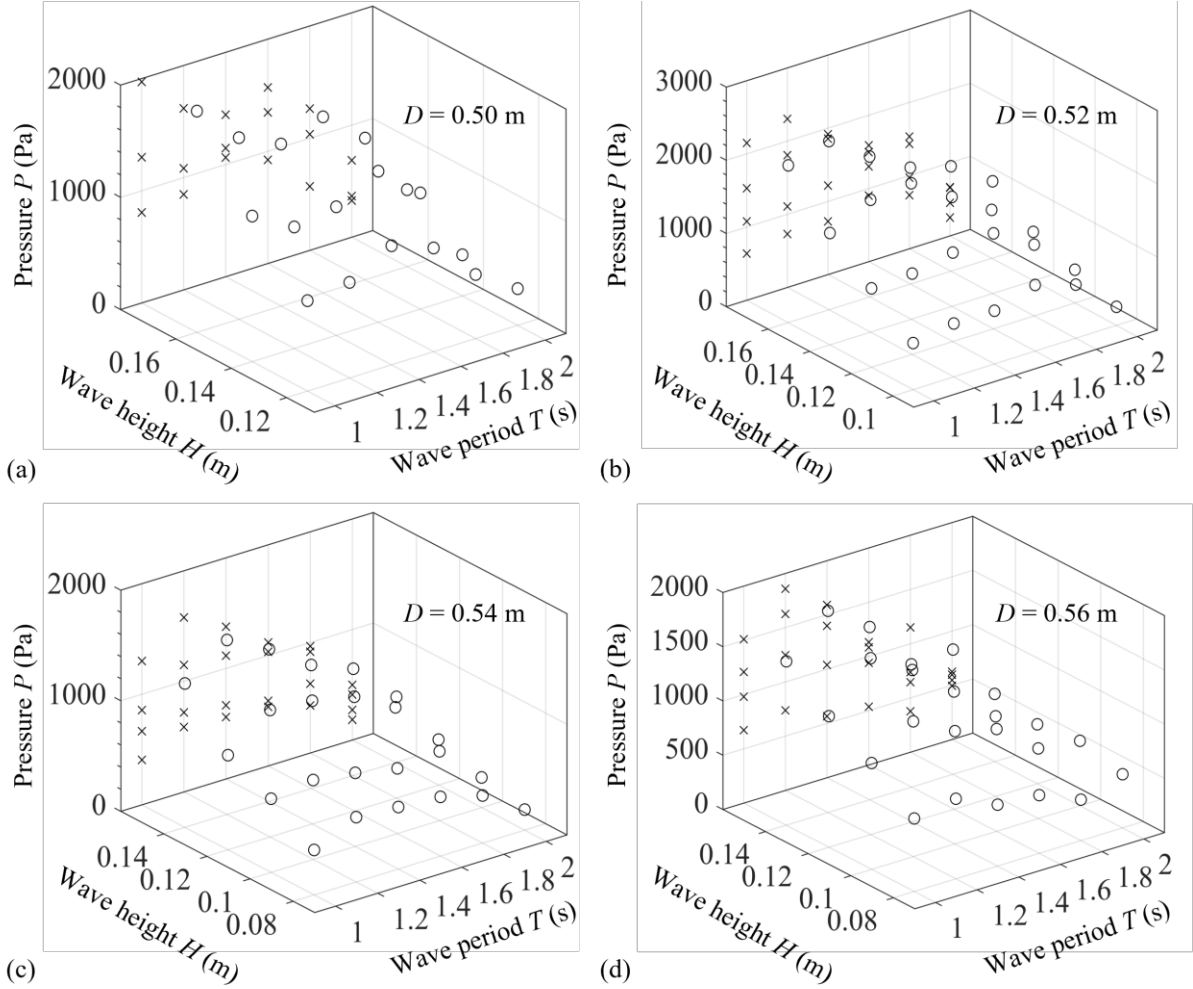 2000
1000
0
Pressure P (Pa)
D = 0.50 m
0.16
0.14
0.12
Wave height H (m)
1
1.2
1.4
1.6
1.8
2
Wave period T (s)
(a)
3000
2000
1000
0
Pressure P (Pa)
D = 0.52 m
0.16
0.14
0.12
0.1
Wave height H (m)
1
1.2
1.4
1.6
1.8
2
Wave period T (s)
(b)
2000
1000
0
Pressure P (Pa)
D = 0.54 m
0.14
0.12
0.1
0.08
Wave height H (m)
1
1.2
1.4
1.6
1.8
2
Wave period T (s)
(c)
2000
1500
1000
500
0
Pressure P (Pa)
D = 0.56 m
0.14
0.12
0.1
0.08
Wave height H (m)
1
1.2
1.4
1.6
1.8
2
Wave period T (s)
(d)